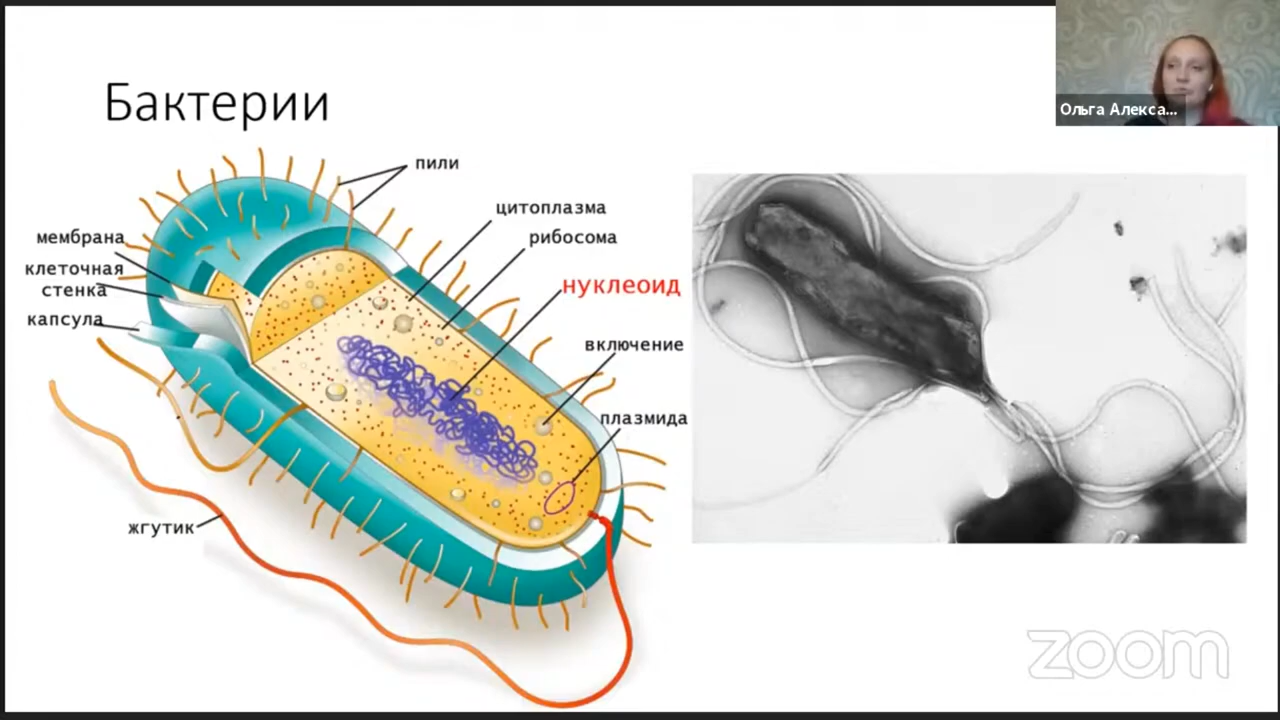 Бактерии
Ольга Алекса...
пили
цитоплазма
рибосома
нуклеоид
включение
плазмида
мембрана
клеточная
стенка
капсула
жгутик
zoom